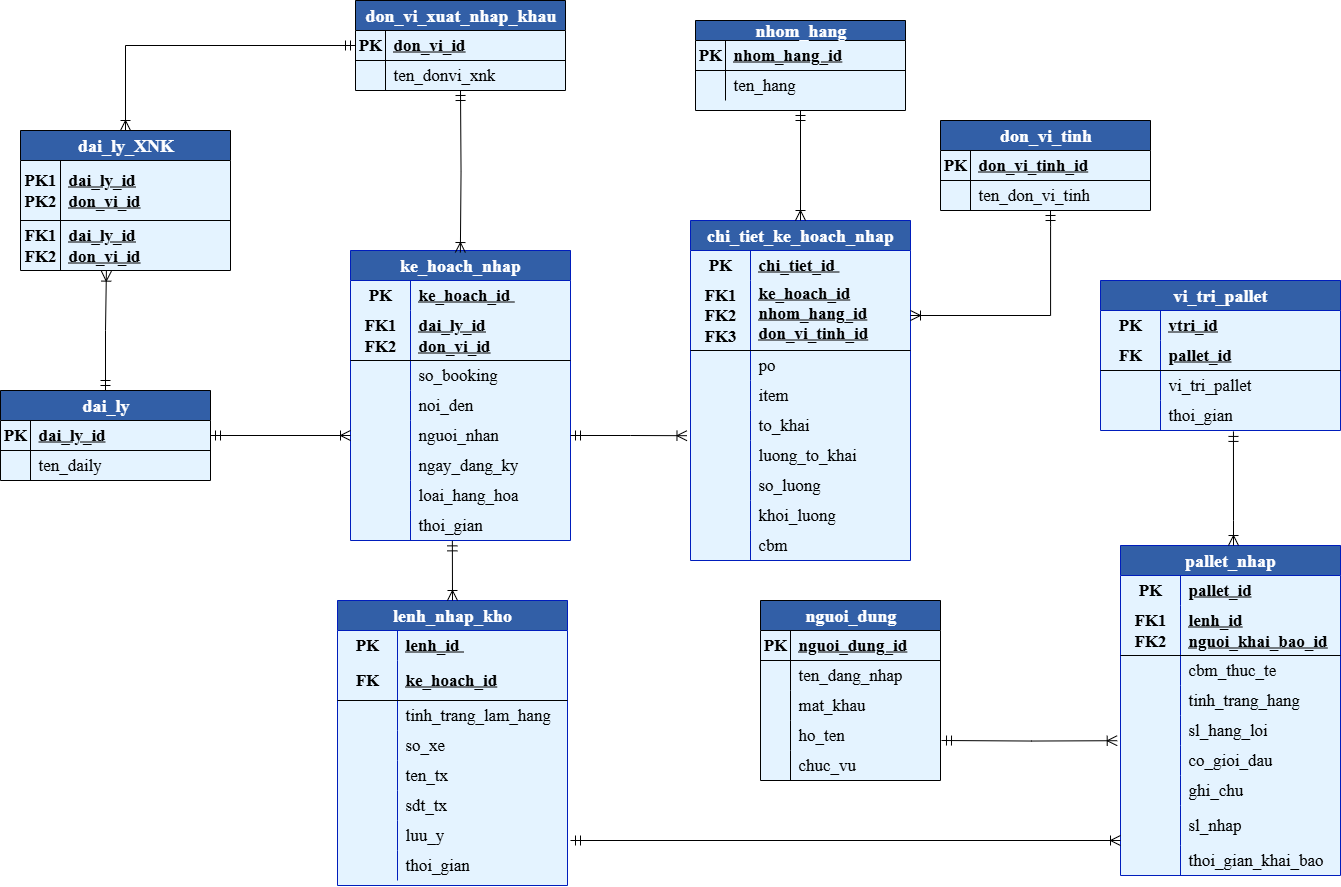 don_vi_xuat_nhap_khau
PK don_vi_id
ten_donvi_xnk
nhom_hang
PK nhom_hang_id
ten_hang
don_vi_tinh
PK don_vi_tinh_id
ten_don_vi_tinh
dai_ly_XNK
PK1 dai_ly_id
PK2 don_vi_id
FK1 dai_ly_id
FK2 don_vi_id
ke_hoach_nhap
PK ke_hoach_id
FK1 dai_ly_id
FK2 don_vi_id
so_booking
noi_den
nguoi_nhan
ngay_dang_ky
loai_hang_hoa
thoi_gian
chi_tiet_ke_hoach_nhap
PK chi_tiet_id
FK1 ke_hoach_id
FK2 nhom_hang_id
FK3 don_vi_tinh_id
po
item
to_khai
luong_to_khai
so_luong
khoi_luong
cbm
vi_tri_pallet
PK vtri_id
FK pallet_id
vi_tri_pallet
thoi_gian
dai_ly
PK dai_ly_id
ten_daily
lenh_nhap_kho
PK lenh_id
FK ke_hoach_id
tinh_trang_lam_hang
so_xe
ten_tx
sdt_tx
luu_y
thoi_gian
nguoi_dung
PK nguoi_dung_id
ten_dang_nhap
mat_khau
ho_ten
chuc_vu
pallet_nhap
PK pallet_id
FK1 lenh_id
FK2 nguoi_khai_bao_id
cbm_thuc_te
tinh_trang_hang
sl_hang_loi
co_gioi_dau
ghi_chu
sl_nhap
thoi_gian_khai_bao